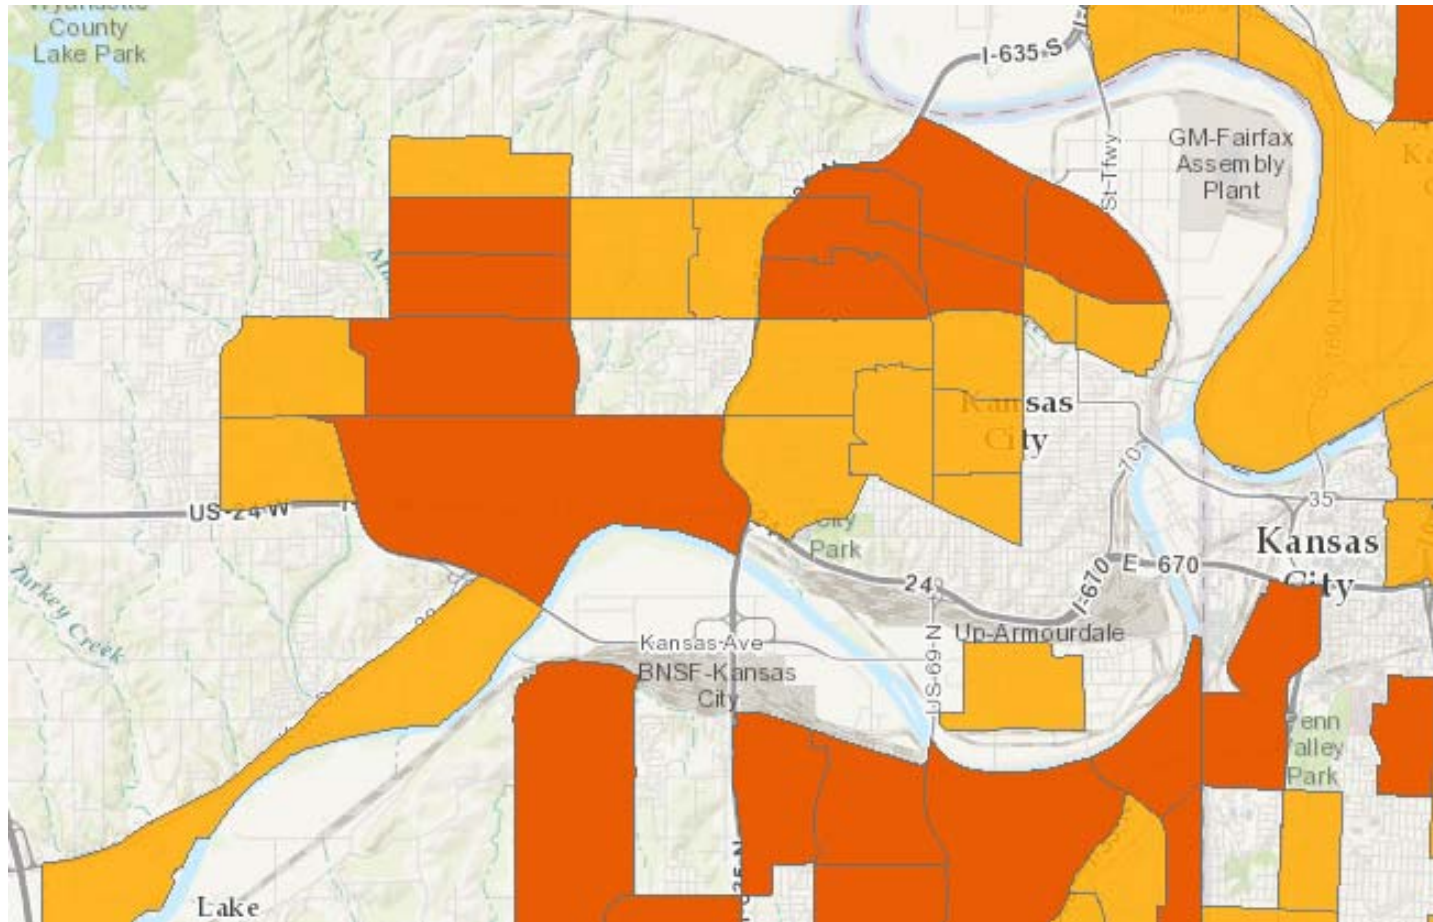 Wyandotte
County
Lake Park
I-635 S
GM-Fairfax
Assembly
Plant
St-Tfwy
169 N
Kansas
City
70
35
US-24 W
City
Park
24
I-670
E 670
Kansas
City
Turkey Creek
Kansas-Ave
BNSF-Kansas
City
US-69-N
Up-Armourdale
Penn
Valley
Park
Lake